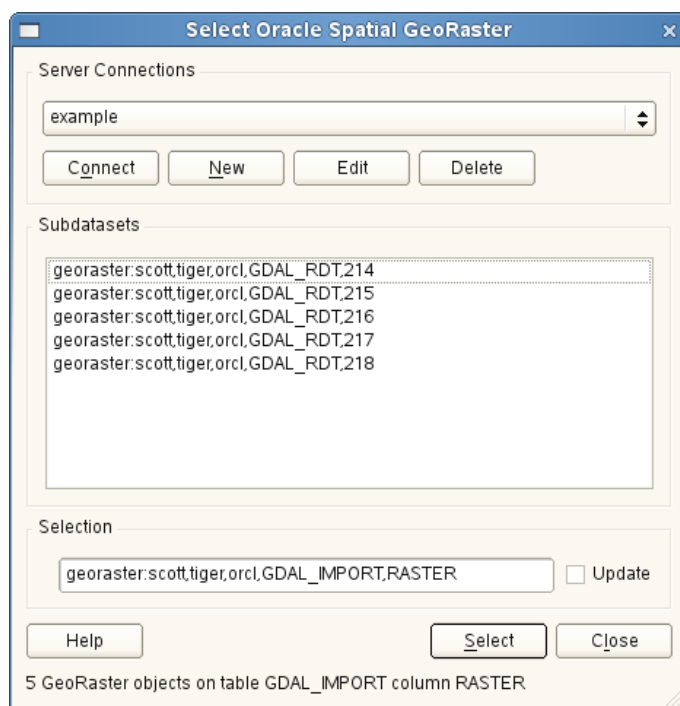 Select Oracle Spatial GeoRaster
Server Connections
example
Connect New Edit Delete
Subdatasets
georaster:scott,tiger,orcl,GDAL_RDT,214
georaster:scott,tiger,orcl,GDAL_RDT,215
georaster:scott,tiger,orcl,GDAL_RDT,216
georaster:scott,tiger,orcl,GDAL_RDT,217
georaster:scott,tiger,orcl,GDAL_RDT,218
Selection
georaster:scott,tiger,orcl,GDAL_IMPORT,RASTER Update
Help Select Close
5 GeoRaster objects on table GDAL_IMPORT column RASTER